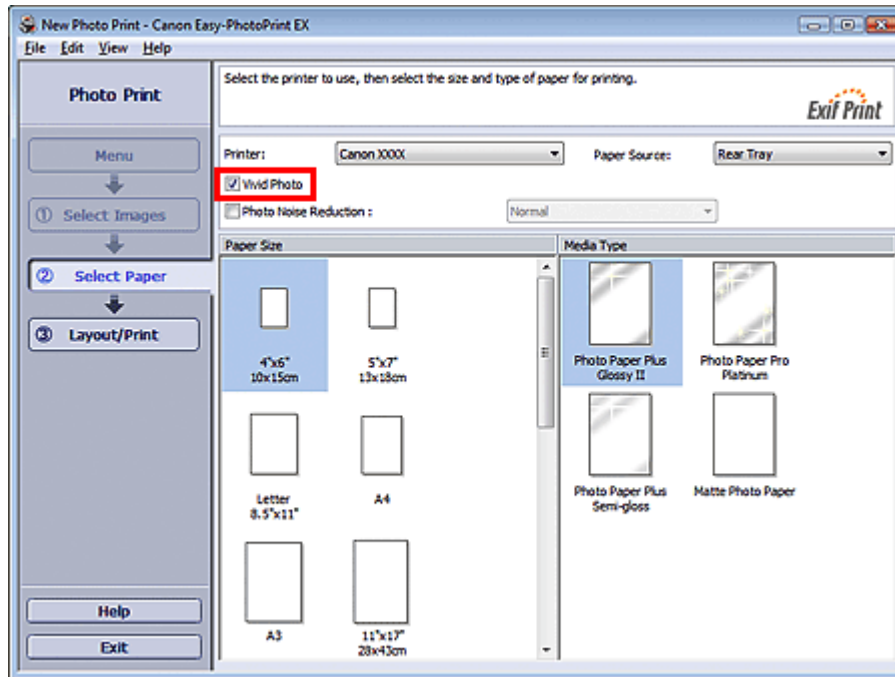 New Photo Print - Canon Easy-PhotoPrint EX
File Edit View Help
Photo Print
Select the printer to use, then select the size and type of paper for printing.
Exif Print
Menu
Printer:
Canon XXXX
Paper Source:
Rear Tray
Vivid Photo
Photo Noise Reduction :
Normal
① Select Images
② Select Paper
③ Layout/Print
Paper Size
Media Type
4"x6"
10x15cm
5"x7"
13x18cm
Photo Paper Plus
Glossy II
Photo Paper Pro
Platinum
Letter
8.5"x11"
A4
Photo Paper Plus
Semi-gloss
Matte Photo Paper
A3
11"x17"
28x43cm
Help
Exit